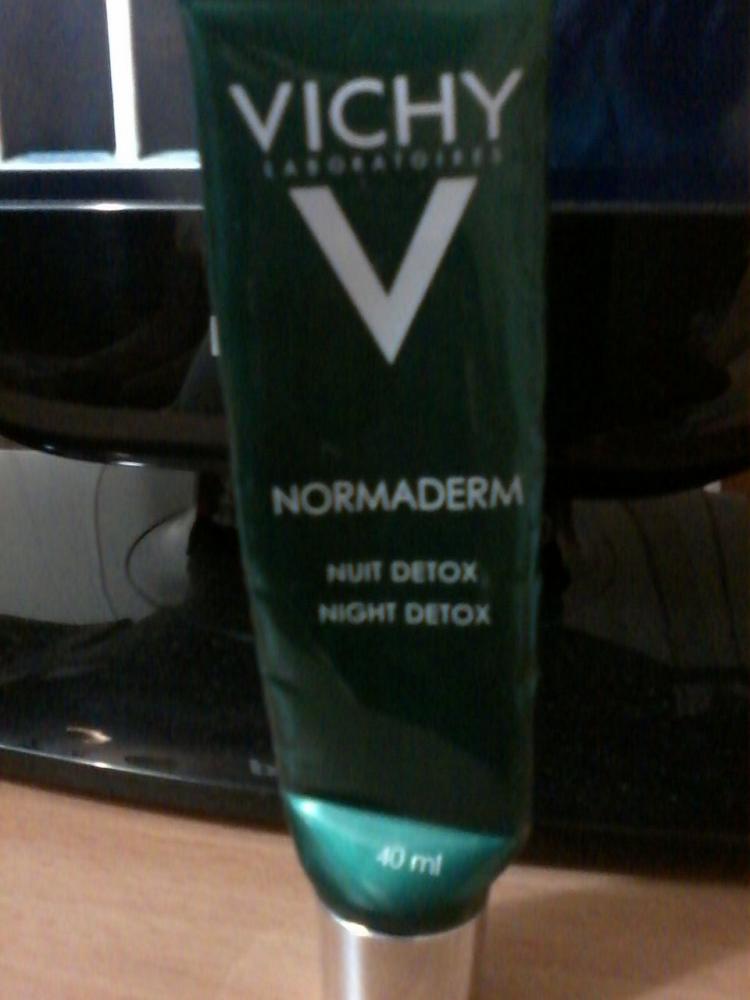 VICHY
LABORATOIRES
V
NORMADERM
NUIT DETOX
NIGHT DETOX
40 ml